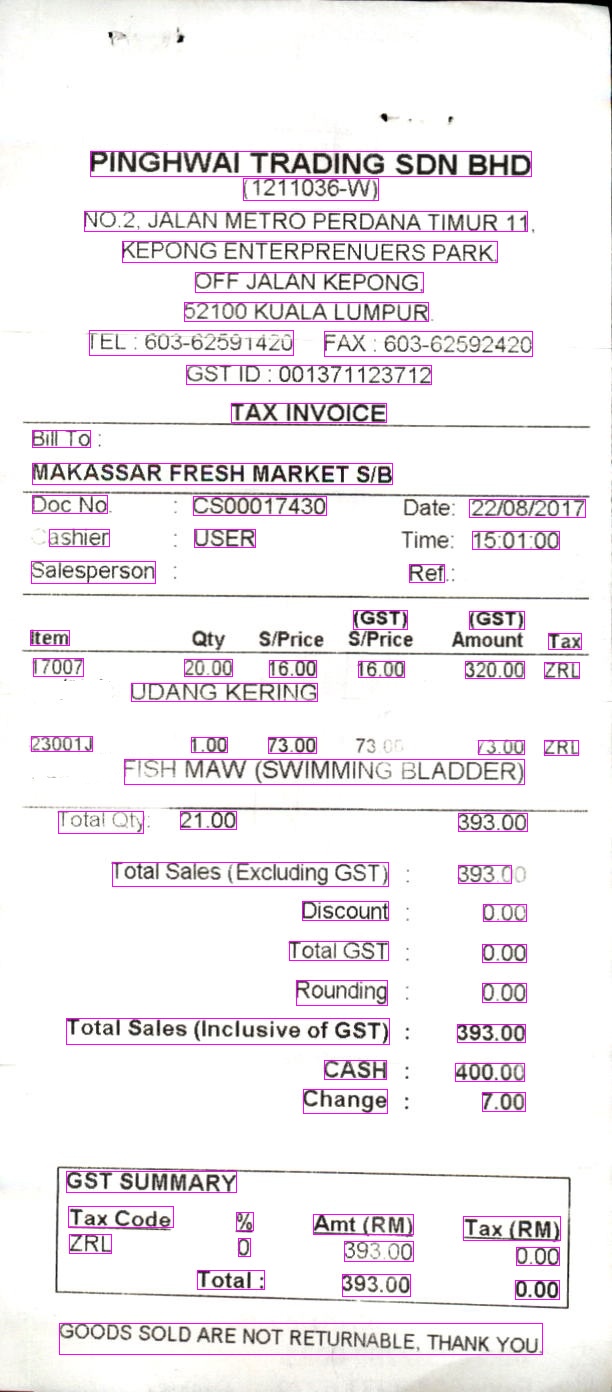 PINGHWAI TRADING SDN BHD
(1211036-W)
NO.2, JALAN METRO PERDANA TIMUR 11,
KEPONG ENTERPRENUERS PARK,
OFF JALAN KEPONG,
52100 KUALA LUMPUR.
TEL : 603-62591420 FAX : 603-62592420
GST ID : 001371123712
TAX INVOICE
Bill To :
MAKASSAR FRESH MARKET S/B
Doc No. : CS00017430 Date: 22/08/2017
Cashier : USER Time: 15:01:00
Salesperson : Ref.:
(GST) (GST)
Item Qty S/Price S/Price Amount Tax
17007 20.00 16.00 16.00 320.00 ZRL
UDANG KERING
23001J 1.00 73.00 73.00 73.00 ZRL
FISH MAW (SWIMMING BLADDER)
Total Qty: 21.00 393.00
Total Sales (Excluding GST) : 393.00
Discount : 0.00
Total GST : 0.00
Rounding : 0.00
Total Sales (Inclusive of GST) : 393.00
CASH : 400.00
Change : 7.00
GST SUMMARY
Tax Code % Amt (RM) Tax (RM)
ZRL 0 393.00 0.00
Total : 393.00 0.00
GOODS SOLD ARE NOT RETURNABLE, THANK YOU.